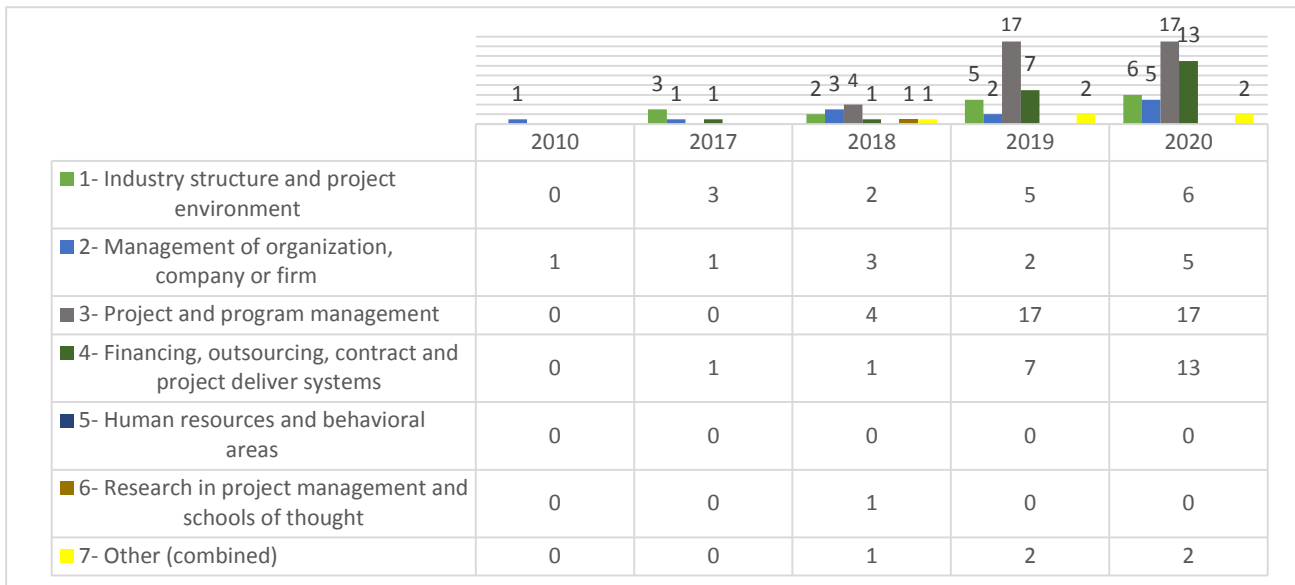 17 17
13
7
5 6 5
3 3 4
1 1 1 2 1 1 1 2 2 2
2010 2017 2018 2019 2020
1- Industry structure and project
environment
0 3 2 5 6
2- Management of organization,
company or firm
1 1 3 2 5
3- Project and program management 0 0 4 17 17
4- Financing, outsourcing, contract and
project deliver systems
0 1 1 7 13
5- Human resources and behavioral
areas
0 0 0 0 0
6- Research in project management and
schools of thought
0 0 1 0 0
7- Other (combined) 0 0 1 2 2